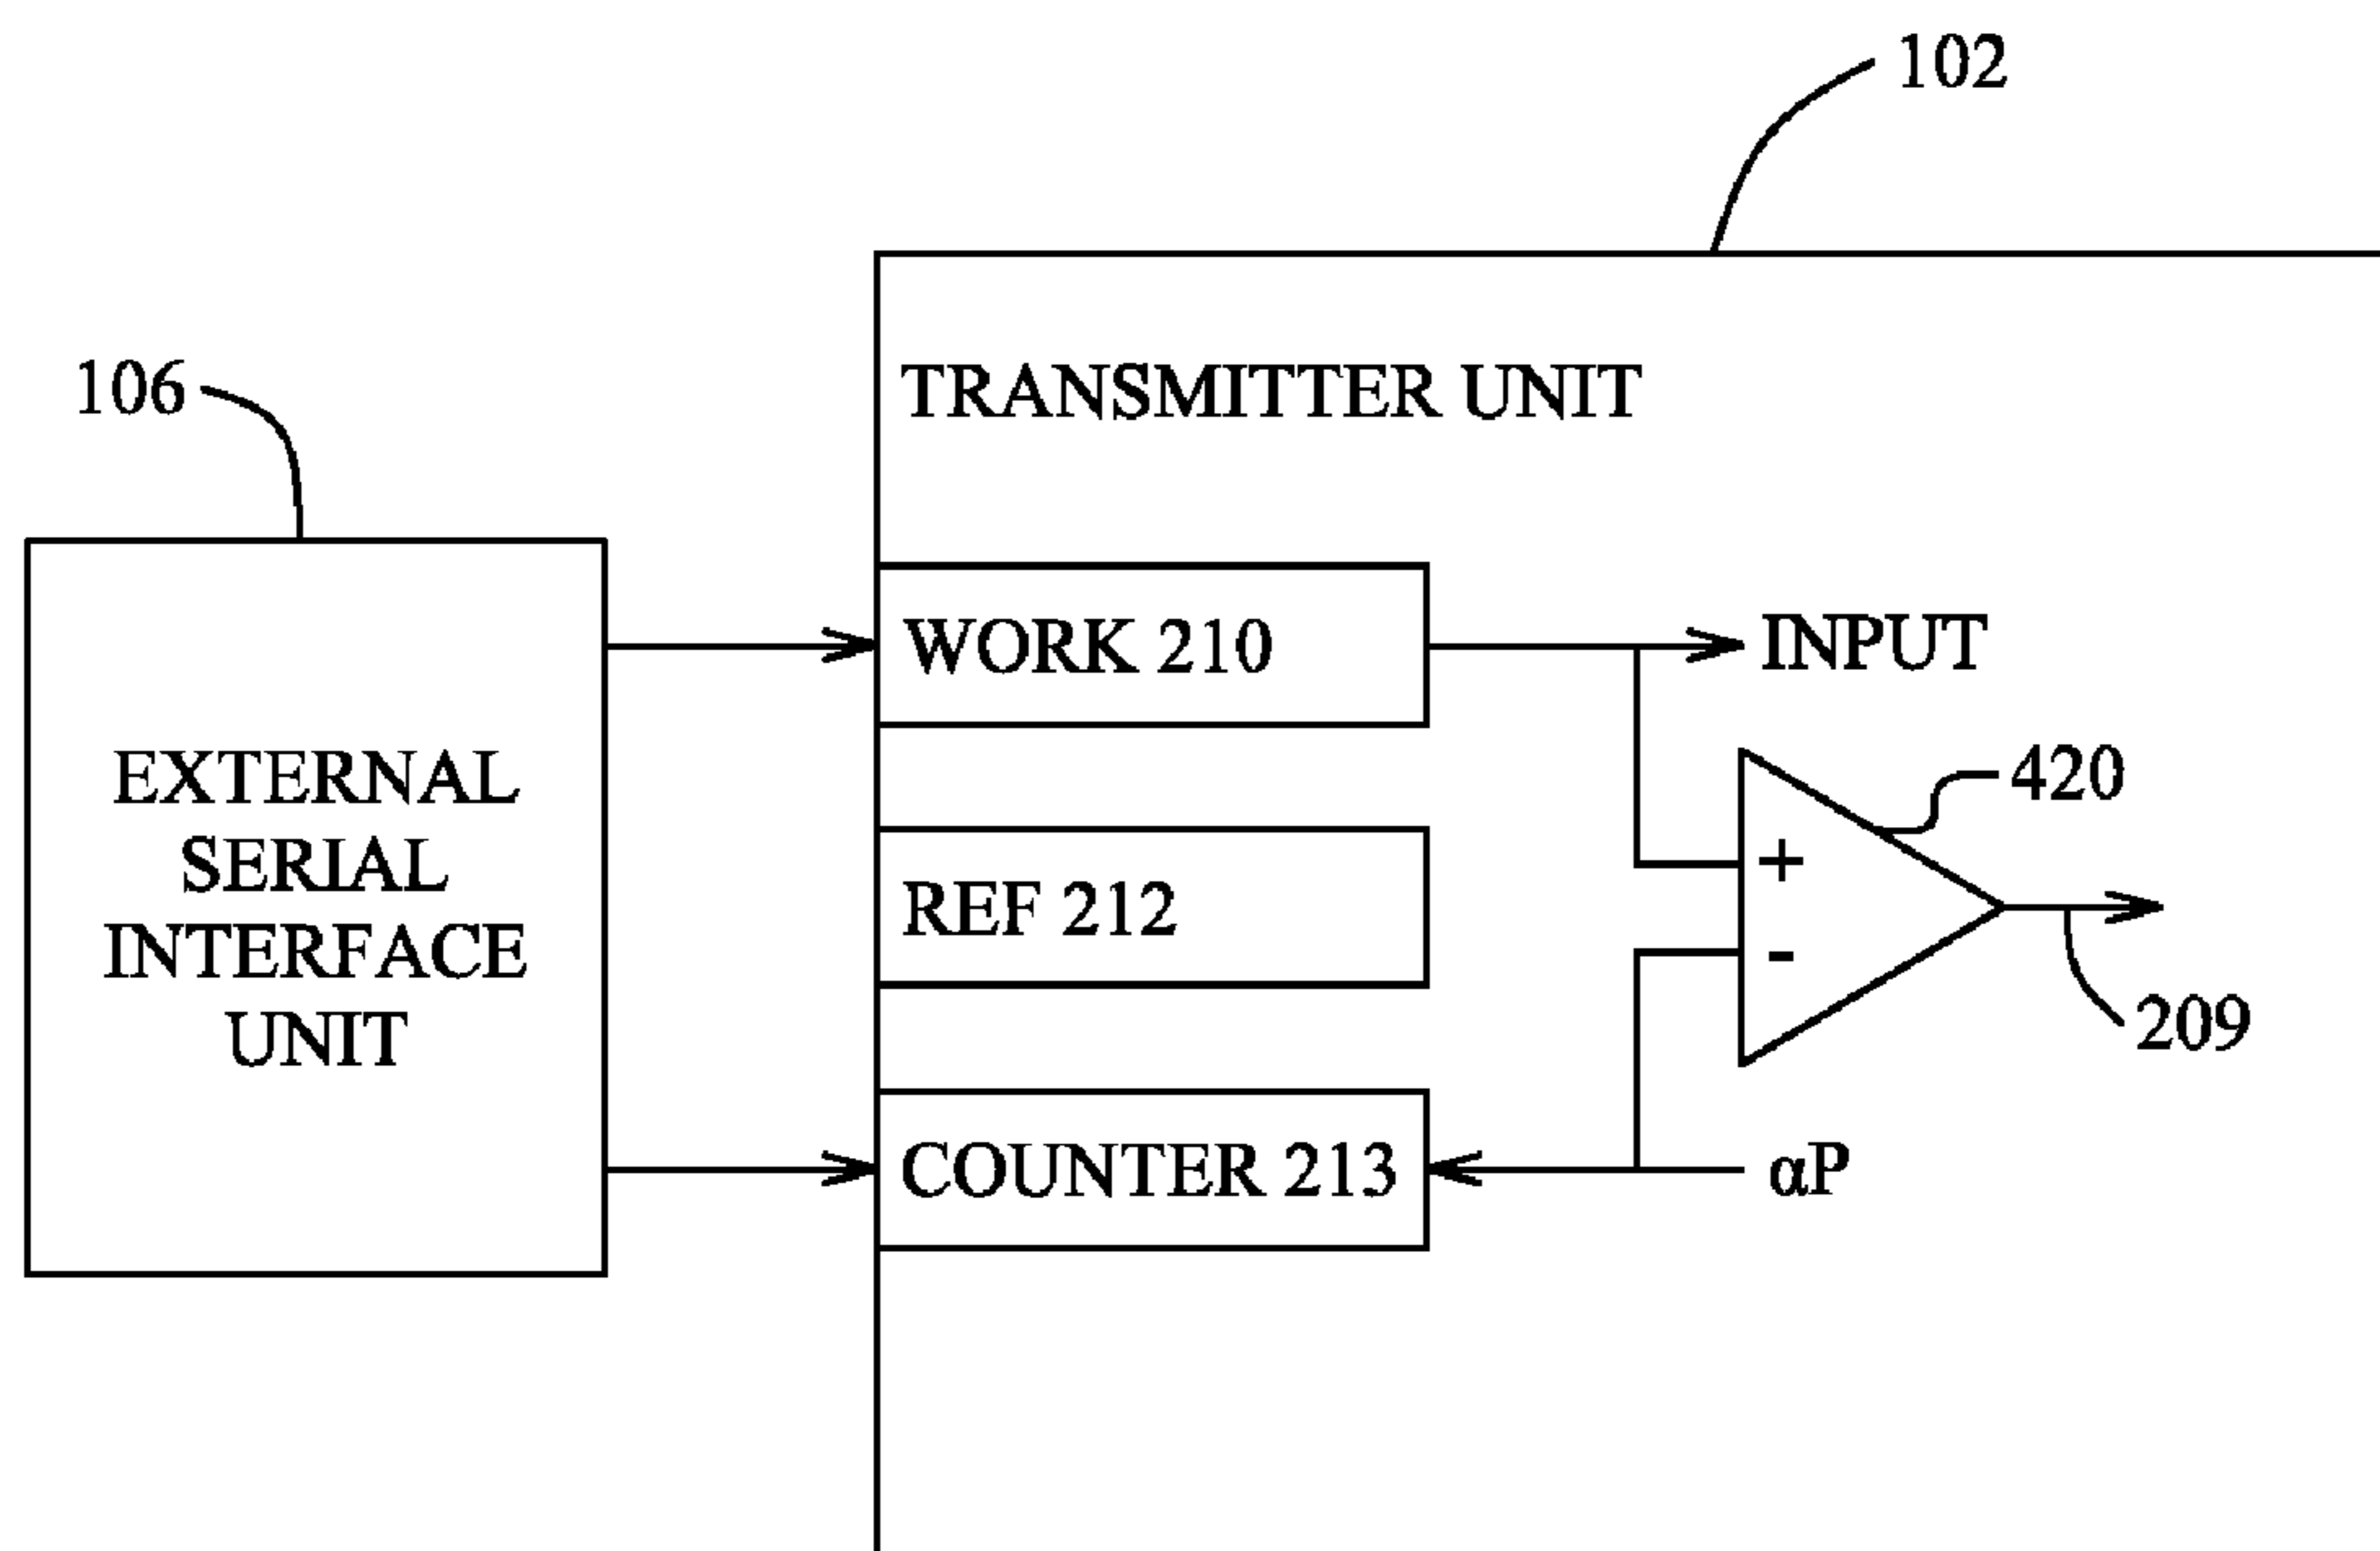 102
106
TRANSMITTER UNIT
WORK 210
INPUT
EXTERNAL
SERIAL
INTERFACE
UNIT
420
+
REF 212
-
209
COUNTER 213
αP